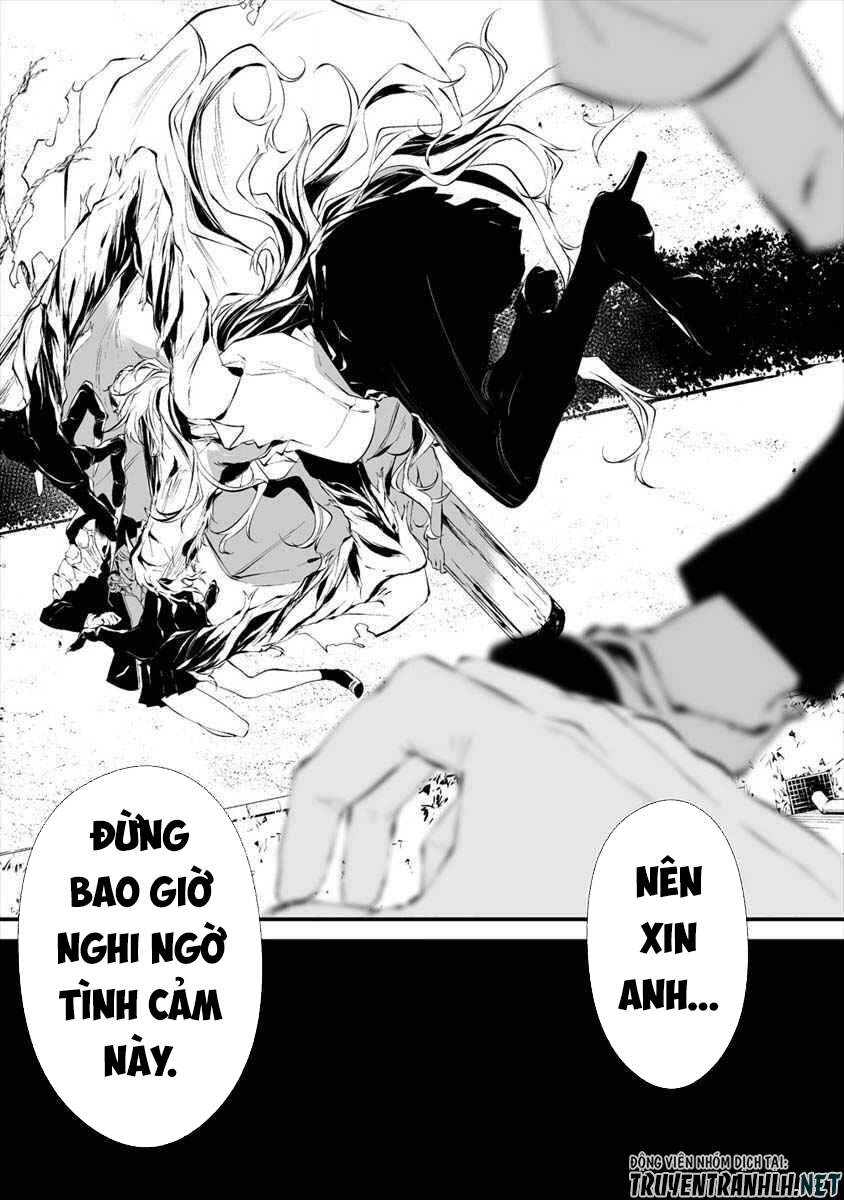 NÊN
XIN
ANH...
ĐỪNG
BAO GIỜ
NGHI NGỜ
TÌNH CẢM
NÀY.
ĐỘNG VIÊN NHÓM DỊCH TẠI:
TRUYENTRANHLH.NET